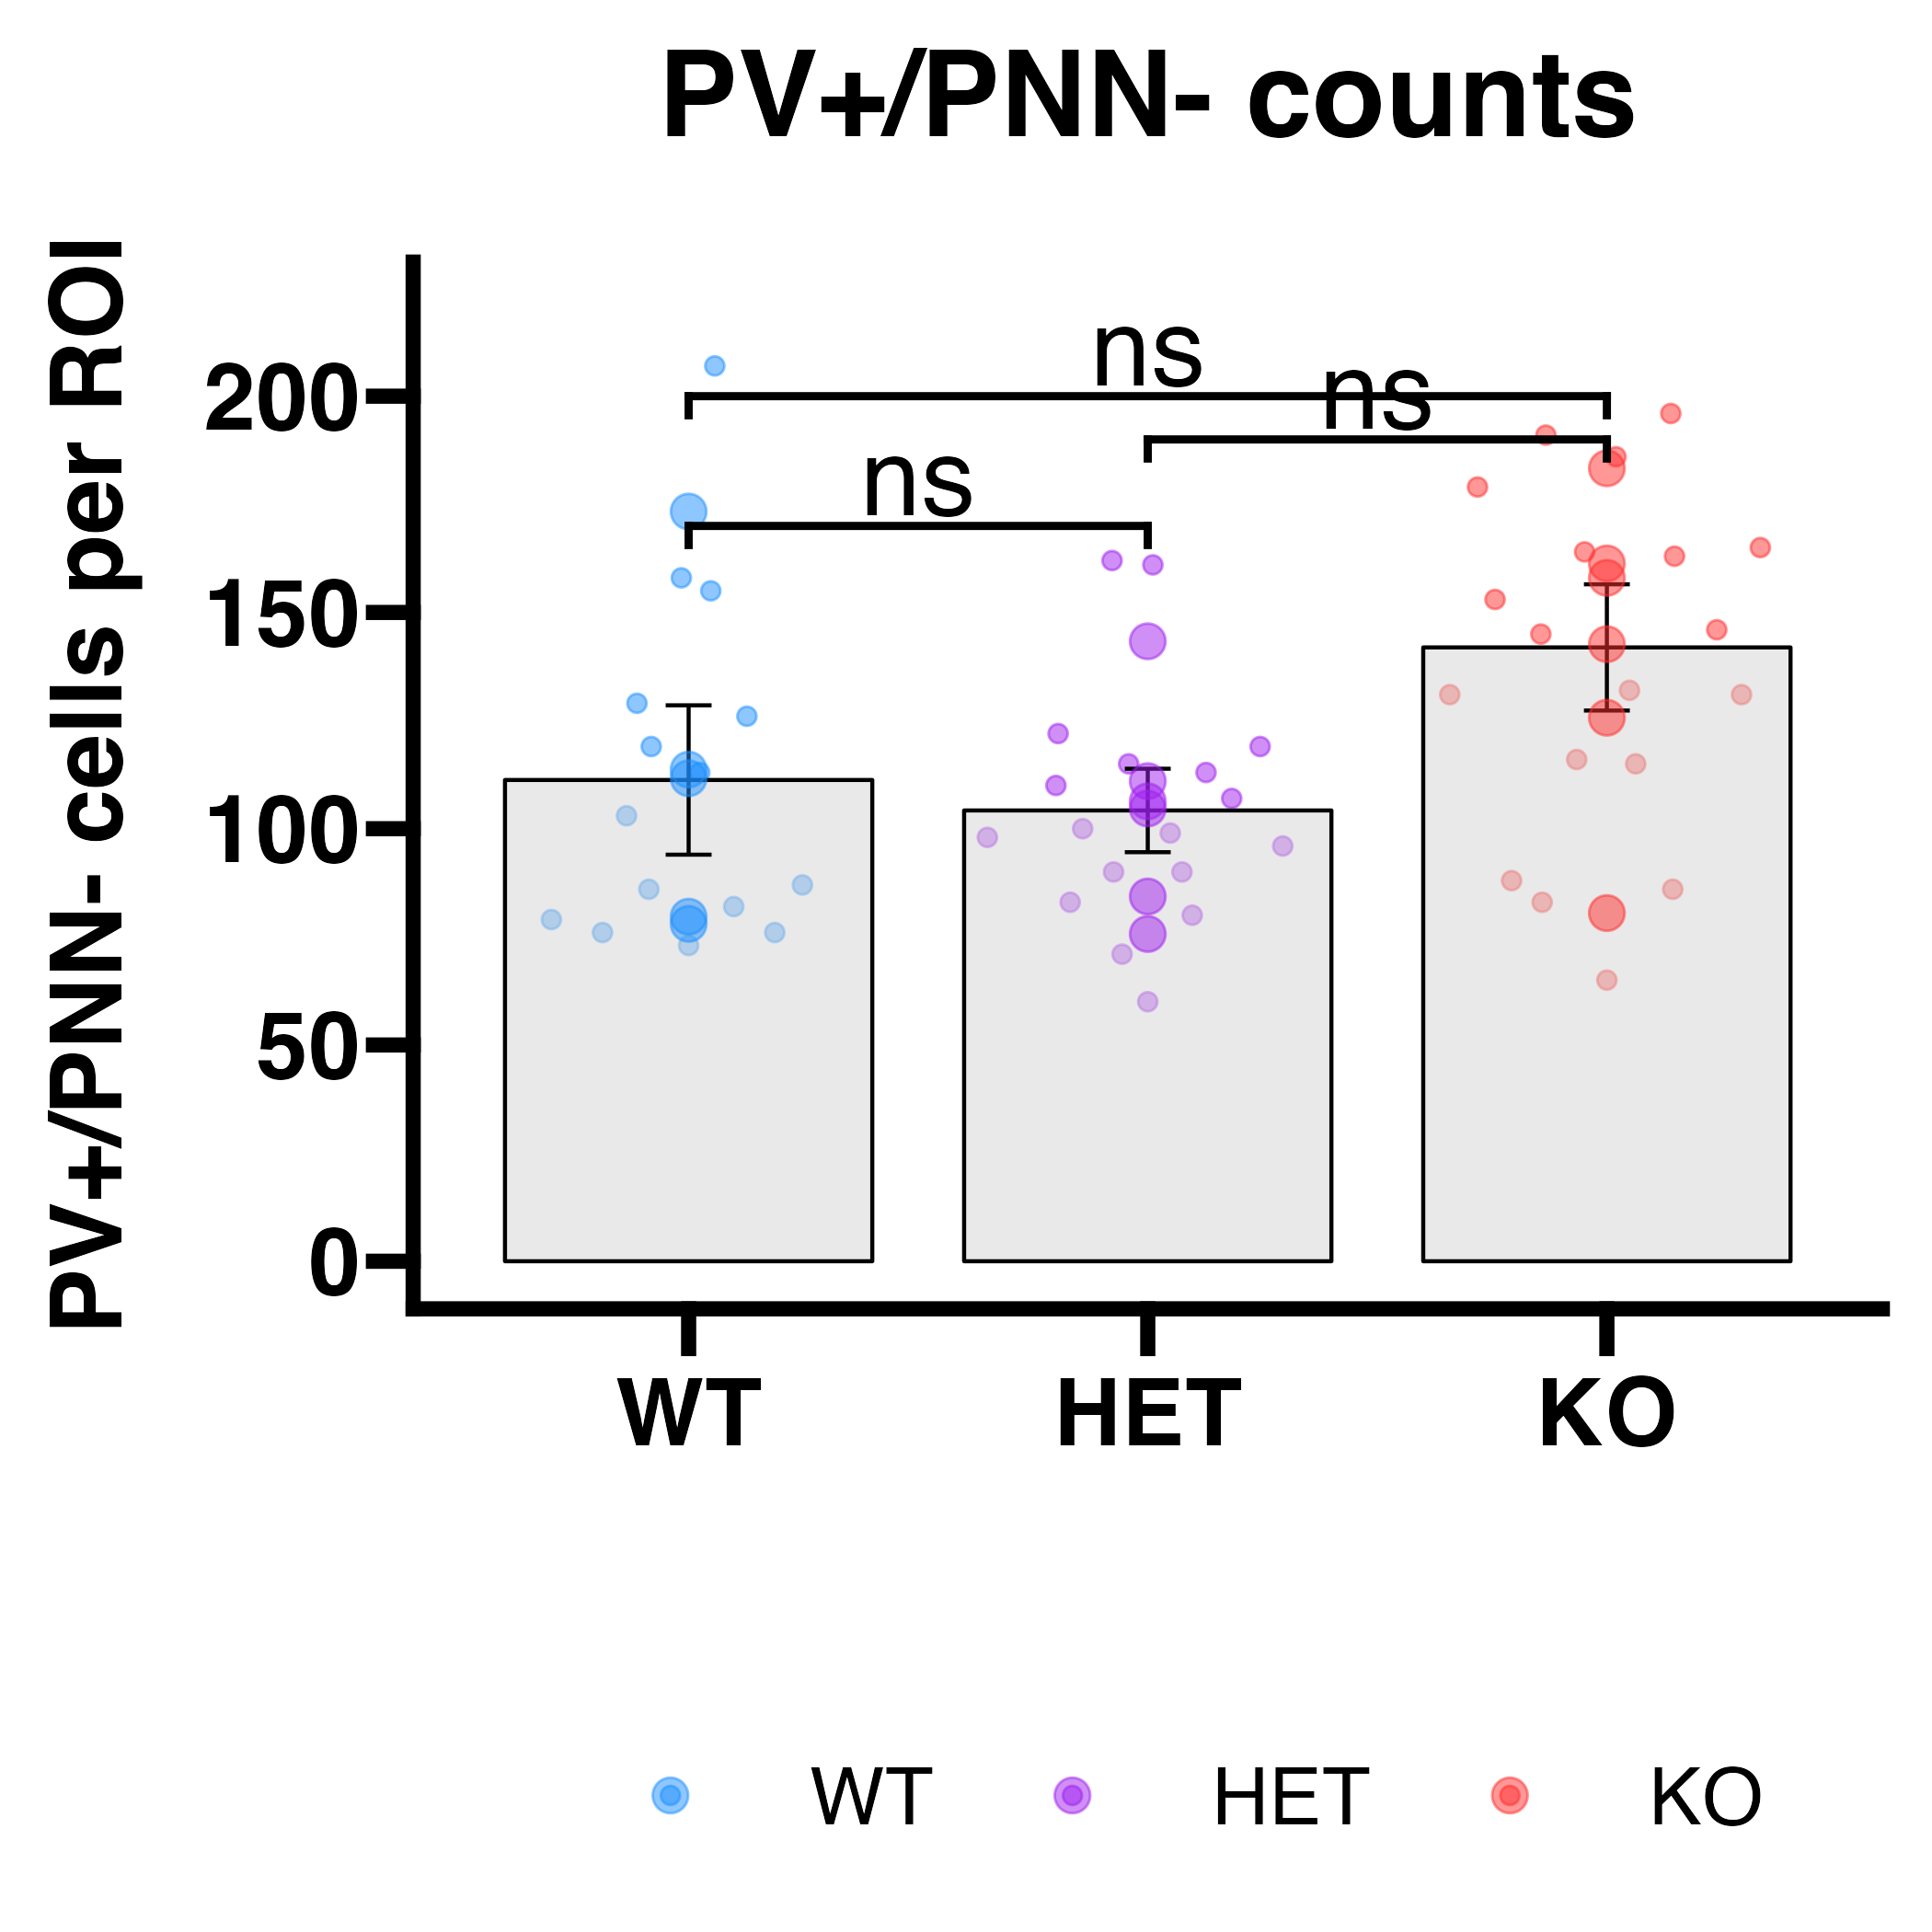 PV+/PNN- counts
PV+/PNN- cells per ROI
200
150
100
50
0
ns
ns
ns
WT
HET
KO
WT
HET
KO